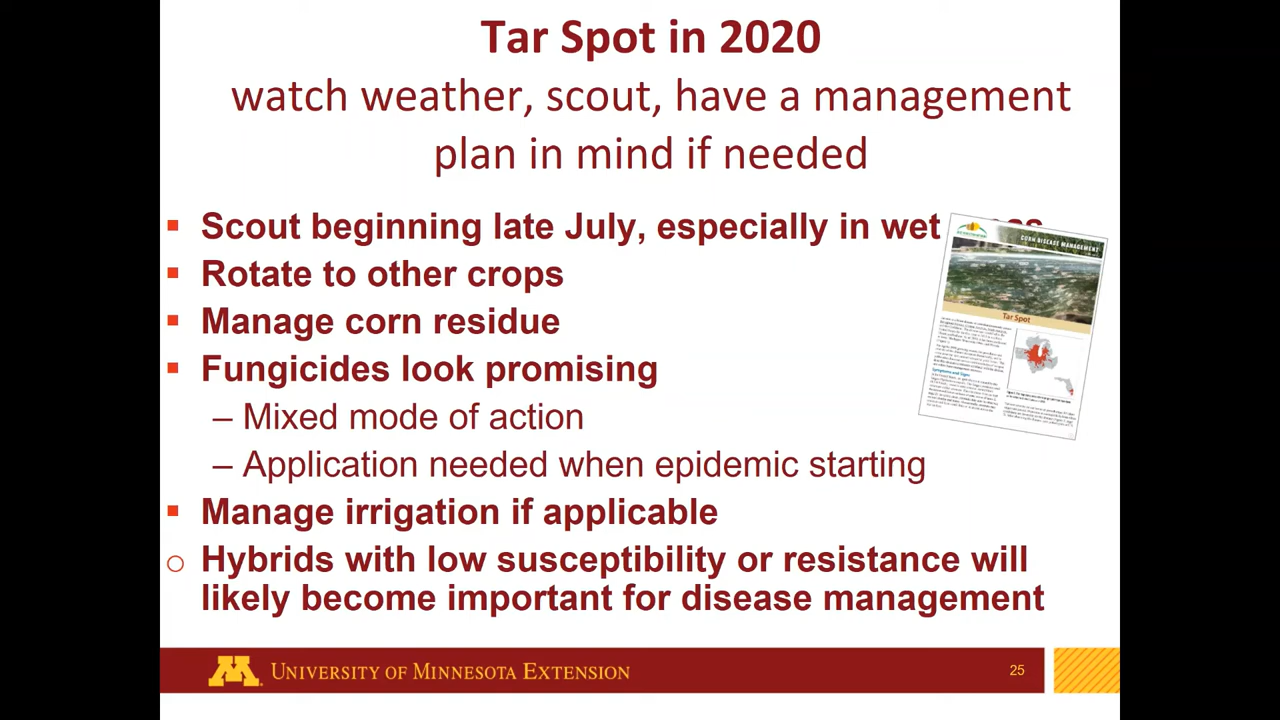 Tar Spot in 2020
watch weather, scout, have a management
plan in mind if needed
Scout beginning late July, especially in wet
Rotate to other crops
Manage corn residue
Fungicides look promising
– Mixed mode of action
– Application needed when epidemic starting
Manage irrigation if applicable
Hybrids with low susceptibility or resistance will
likely become important for disease management
CORN DISEASE MANAGEMENT
Tar Spot
Symptoms and Signs
UNIVERSITY OF MINNESOTA EXTENSION
25